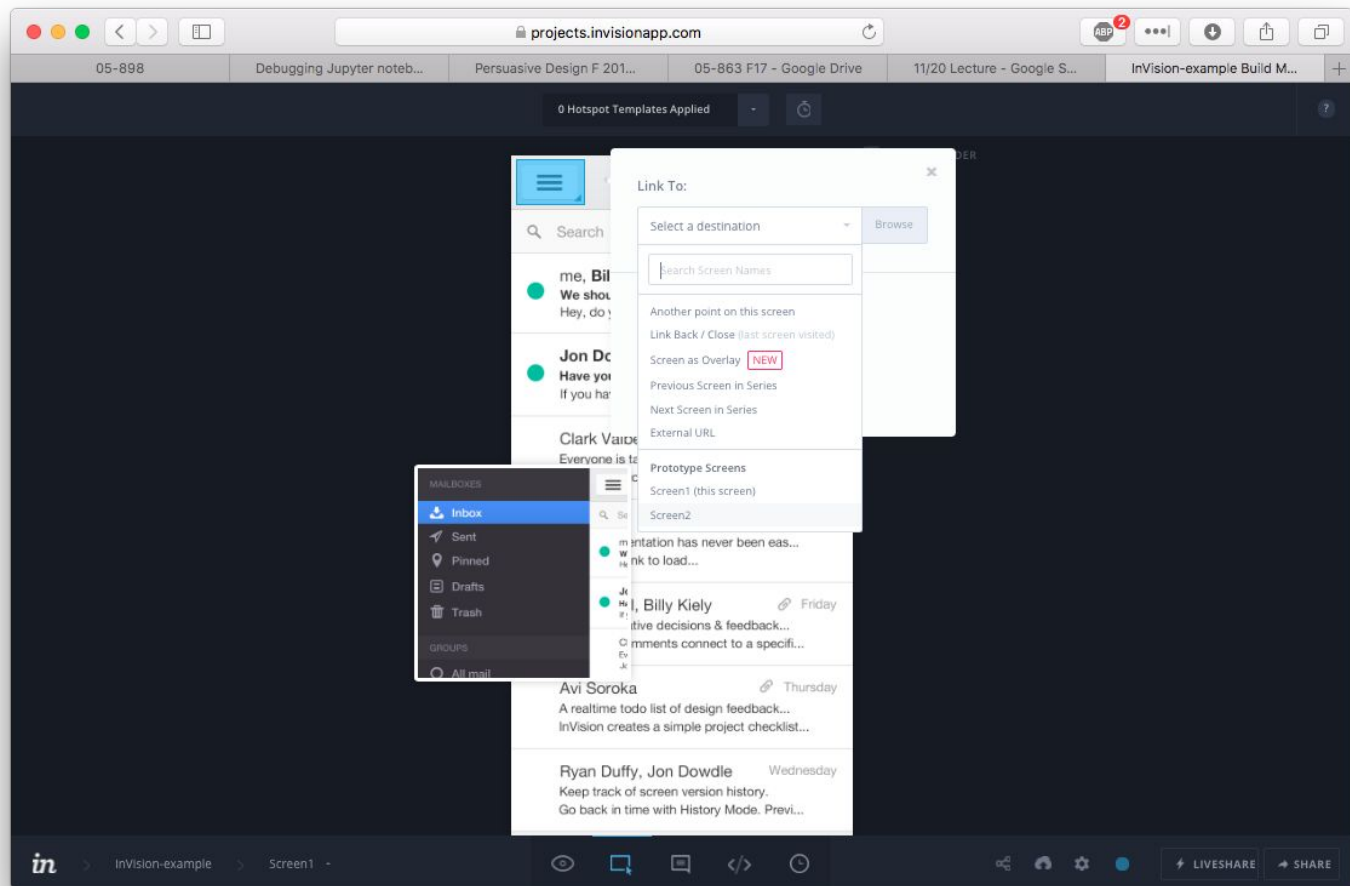 projects.invisionapp.com
ABP
2
05-898
Debugging Jupyter noteb...
Persuasive Design F 201...
05-863 F17 - Google Drive
11/20 Lecture - Google S...
InVision-example Build M...
0 Hotspot Templates Applied
?
Link To:
Select a destination
Browse
Search Screen Names
Another point on this screen
Link Back / Close (last screen visited)
Screen as Overlay NEW
Previous Screen in Series
Next Screen in Series
External URL
Prototype Screens
Screen1 (this screen)
Screen2
Search
me, Bil
We shou
Hey, do y
Jon Do
Have you
If you ha
Clark Valbe
Everyone is ta
MAILBOXES
Inbox
Sent
Pinned
Drafts
Trash
GROUPS
All mail
mentation has never been eas...
nk to load...
l, Billy Kiely Friday
tive decisions & feedback...
mments connect to a specifi...
Avi Soroka Thursday
A realtime todo list of design feedback...
InVision creates a simple project checklist...
Ryan Duffy, Jon Dowdle Wednesday
Keep track of screen version history.
Go back in time with History Mode. Previ...
in
InVision-example
Screen1
</>
LIVESHARE
SHARE